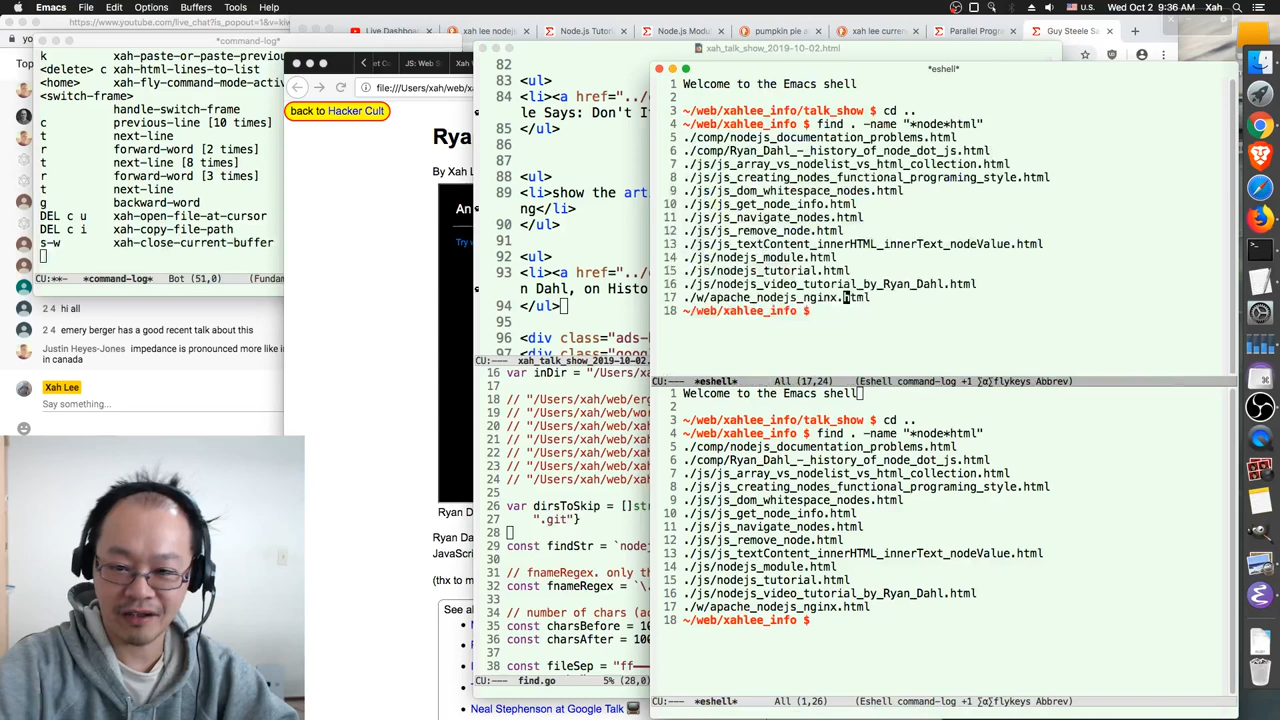 Emacs File Edit Options Buffers Tools Help
U.S. Wed Oct 2 9:36 AM Xah
https://www.youtube.com/live_chat?is_popout=1&v=kiw
*command-log*
k xah-paste-or-paste-previou
<delete> c xah-html-lines-to-list
<home> xah-fly-command-mode-activ
<switch-frame>
handle-switch-frame
c previous-line [10 times]
t next-line
r forward-word [2 times]
t next-line [8 times]
r forward-word [3 times]
t next-line
g backward-word
DEL c u xah-open-file-at-cursor
DEL c i xah-copy-file-path
s-w xah-close-current-buffer
CU:**- *command-log* Bot (51,0) (Fundam
2 4 hi all
2 4 emery berger has a good recent talk about this
Justin Heyes-Jones impedance is pronounced more like in
in canada
Xah Lee
Say something...
Live Dashboard
xah lee nodej
Node.js Tutori
Node.js Modu
pumpkin pie a
xah lee curren
Parallel Progra
Guy Steele Sa
JS: Web S
file:///Users/xah/web/xa
back to Hacker Cult
Rya
By Xah L
An
Try w
Ryan D
Ryan Da
JavaScri
(thx to m
See al
Neal Stephenson at Google Talk
xah_talk_show_2019-10-02.html
82
83 <ul>
84 <li><a href="../
le Says: Don't It
85 </ul>
86
87
88 <ul>
89 <li>show the art
ng</li>
90 </ul>
91
92 <ul>
93 <li><a href="../
n Dahl, on Histo
94 </ul>
95
96 <div class="ads-
97 <div class="goog
CU:--- xah_talk_show_2019-10-02.
16 var inDir = "/Users/xa
17
18 // "/Users/xah/web/erg
19 // "/Users/xah/web/wor
20 // "/Users/xah/web/xah
21 // "/Users/xah/web/xah
22 // "/Users/xah/web/xah
23 // "/Users/xah/web/xah
24 // "/Users/xah/web/xah
25
26 var dirsToSkip = []str
27 ".git"}
28
29 const findStr = `nodej
30
31 // fnameRegex. only th
32 const fnameRegex = `\.
33
34 // number of chars (ac
35 const charsBefore = 10
36 const charsAfter = 100
37
38 const fileSep = "ff━━
CU:--- find.go 5% (28,0)
*eshell*
1 Welcome to the Emacs shell
2
3 ~/web/xahlee_info/talk_show $ cd ..
4 ~/web/xahlee_info $ find . -name "*node*html"
5 ./comp/nodejs_documentation_problems.html
6 ./comp/Ryan_Dahl_-_history_of_node_dot_js.html
7 ./js/js_array_vs_nodelist_vs_html_collection.html
8 ./js/js_creating_nodes_functional_programing_style.html
9 ./js/js_dom_whitespace_nodes.html
10 ./js/js_get_node_info.html
11 ./js/js_navigate_nodes.html
12 ./js/js_remove_node.html
13 ./js/js_textContent_innerHTML_innerText_nodeValue.html
14 ./js/nodejs_module.html
15 ./js/nodejs_tutorial.html
16 ./js/nodejs_video_tutorial_by_Ryan_Dahl.html
17 ./w/apache_nodejs_nginx.html
18 ~/web/xahlee_info $
CU:--- *eshell* All (17,24) (Eshell command-log +1 ∑α∑flykeys Abbrev)
1 Welcome to the Emacs shell
2
3 ~/web/xahlee_info/talk_show $ cd ..
4 ~/web/xahlee_info $ find . -name "*node*html"
5 ./comp/nodejs_documentation_problems.html
6 ./comp/Ryan_Dahl_-_history_of_node_dot_js.html
7 ./js/js_array_vs_nodelist_vs_html_collection.html
8 ./js/js_creating_nodes_functional_programing_style.html
9 ./js/js_dom_whitespace_nodes.html
10 ./js/js_get_node_info.html
11 ./js/js_navigate_nodes.html
12 ./js/js_remove_node.html
13 ./js/js_textContent_innerHTML_innerText_nodeValue.html
14 ./js/nodejs_module.html
15 ./js/nodejs_tutorial.html
16 ./js/nodejs_video_tutorial_by_Ryan_Dahl.html
17 ./w/apache_nodejs_nginx.html
18 ~/web/xahlee_info $
CU:--- *eshell* All (1,26) (Eshell command-log +1 ∑α∑flykeys Abbrev)